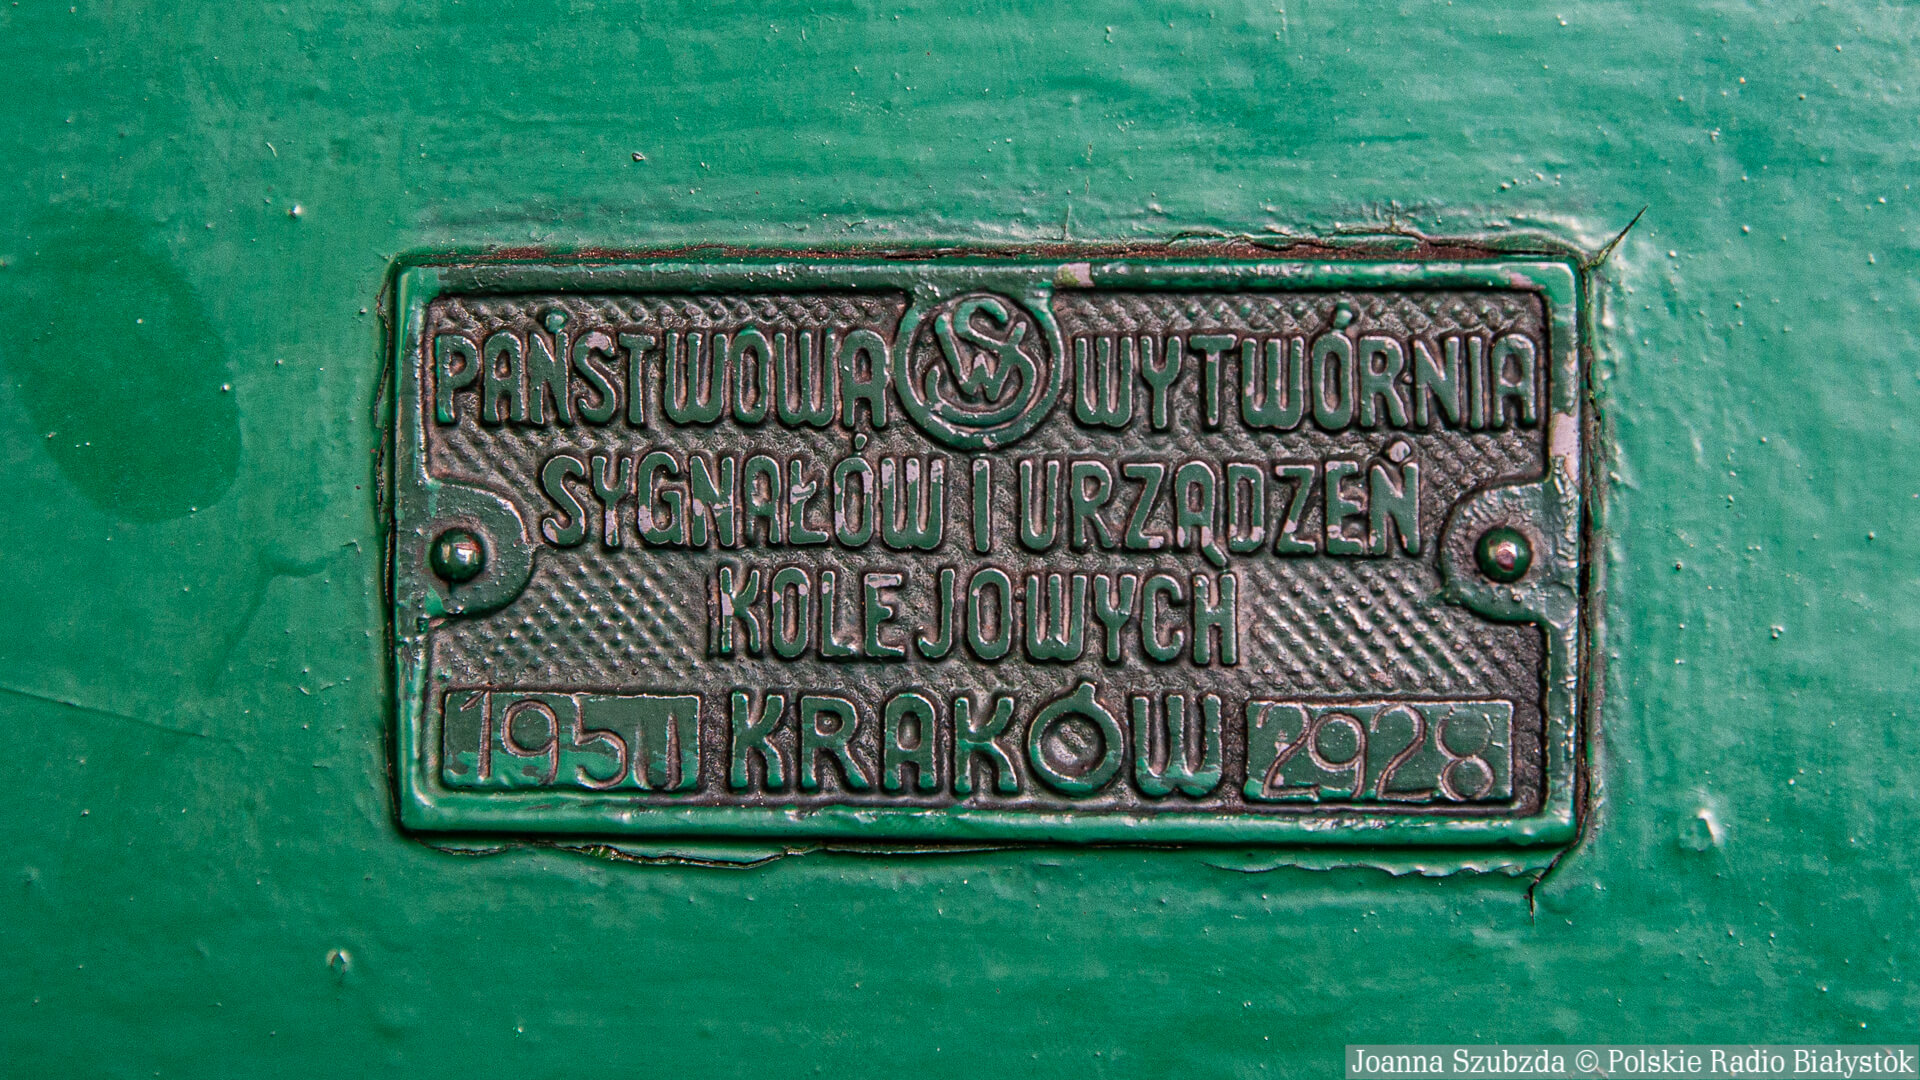 PAŃSTWOWA SW WYTWÓRNIA
SYGNAŁÓW I URZĄDZEŃ
KOLEJOWYCH
1951 KRAKÓW 2928
Joanna Szubzda © Polskie Radio Białystok